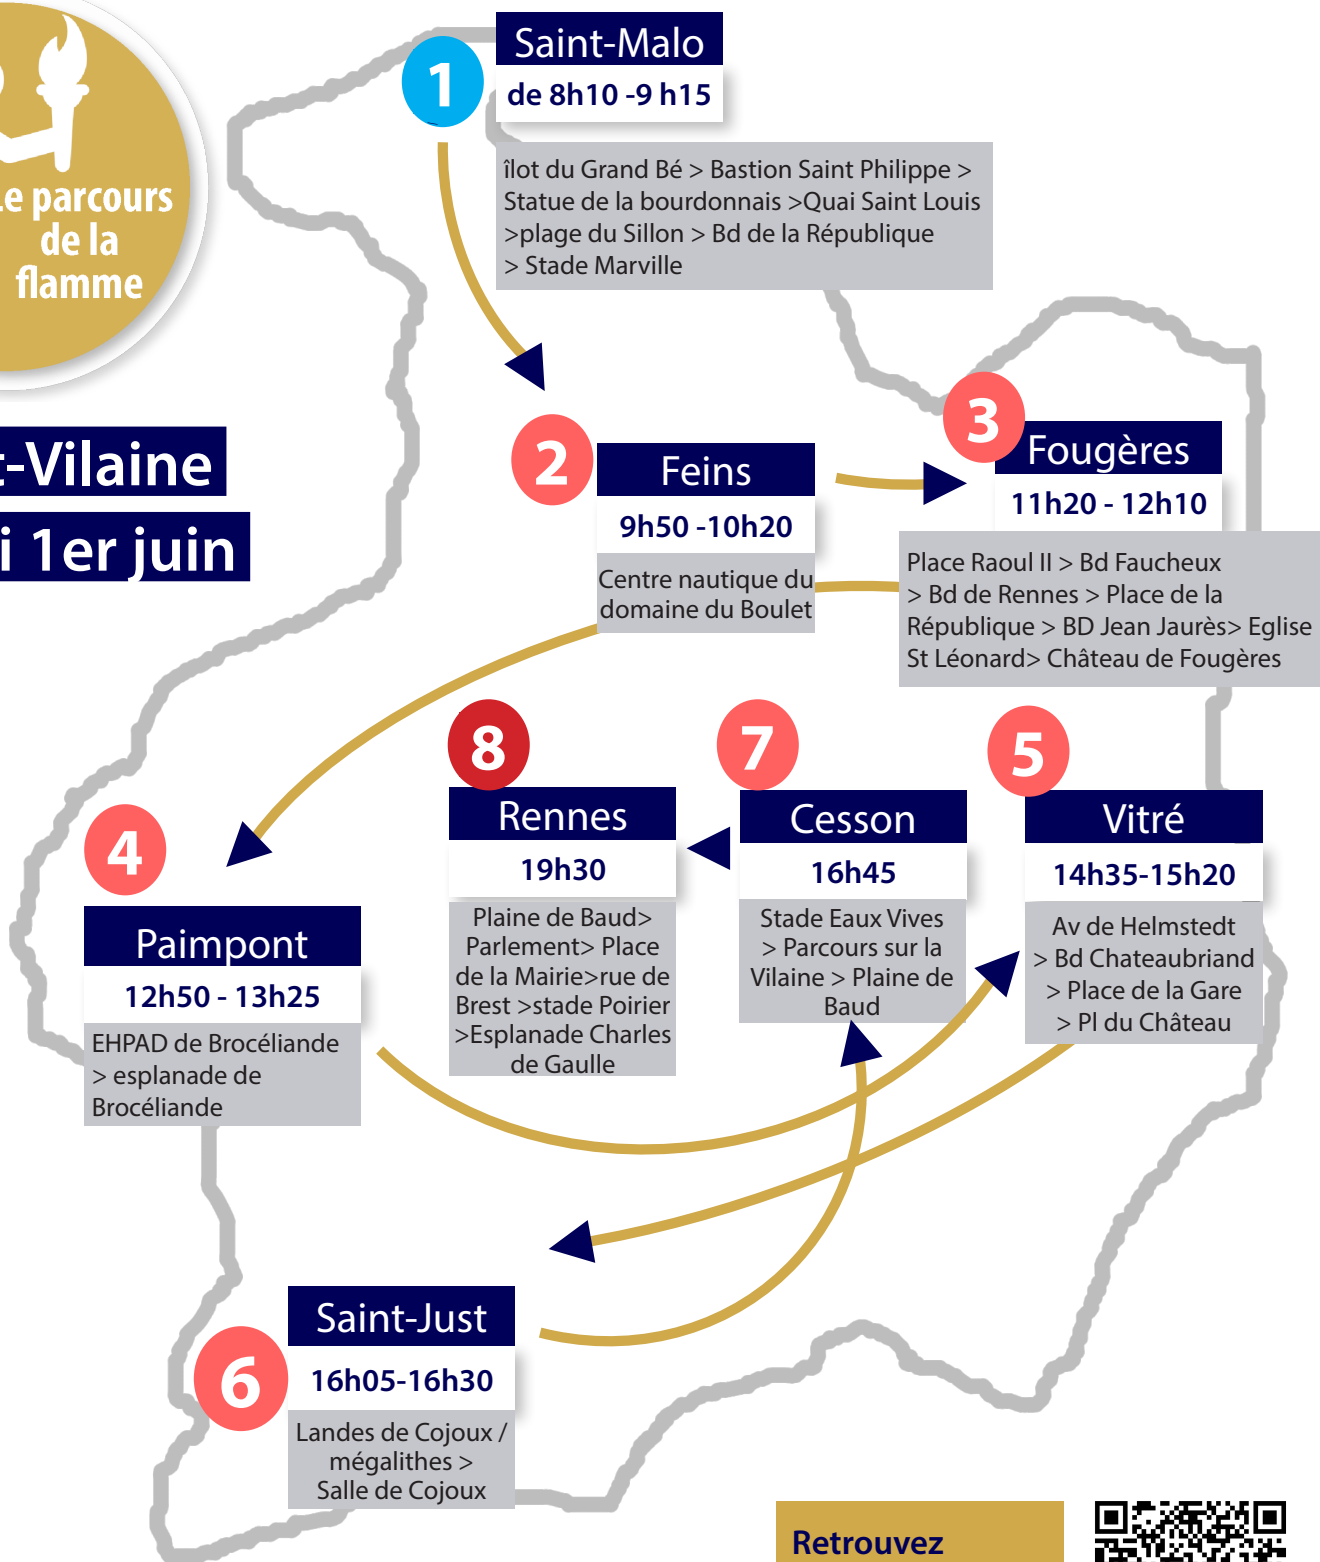 Le parcours
de la
flamme
t-Vilaine
i 1er juin
1
Saint-Malo
de 8h10 -9 h15
îlot du Grand Bé > Bastion Saint Philippe >
Statue de la bourdonnais >Quai Saint Louis
>plage du Sillon > Bd de la République
> Stade Marville
2
Feins
9h50 -10h20
Centre nautique du
domaine du Boulet
3
Fougères
11h20 - 12h10
Place Raoul II > Bd Faucheux
> Bd de Rennes > Place de la
République > BD Jean Jaurès> Eglise
St Léonard> Château de Fougères
4
Paimpont
12h50 - 13h25
EHPAD de Brocéliande
> esplanade de
Brocéliande
5
Vitré
14h35-15h20
Av de Helmstedt
> Bd Chateaubriand
> Place de la Gare
> Pl du Château
6
Saint-Just
16h05-16h30
Landes de Cojoux /
mégalithes >
Salle de Cojoux
7
Cesson
16h45
Stade Eaux Vives
> Parcours sur la
Vilaine > Plaine de
Baud
8
Rennes
19h30
Plaine de Baud>
Parlement> Place
de la Mairie>rue de
Brest >stade Poirier
>Esplanade Charles
de Gaulle
Retrouvez